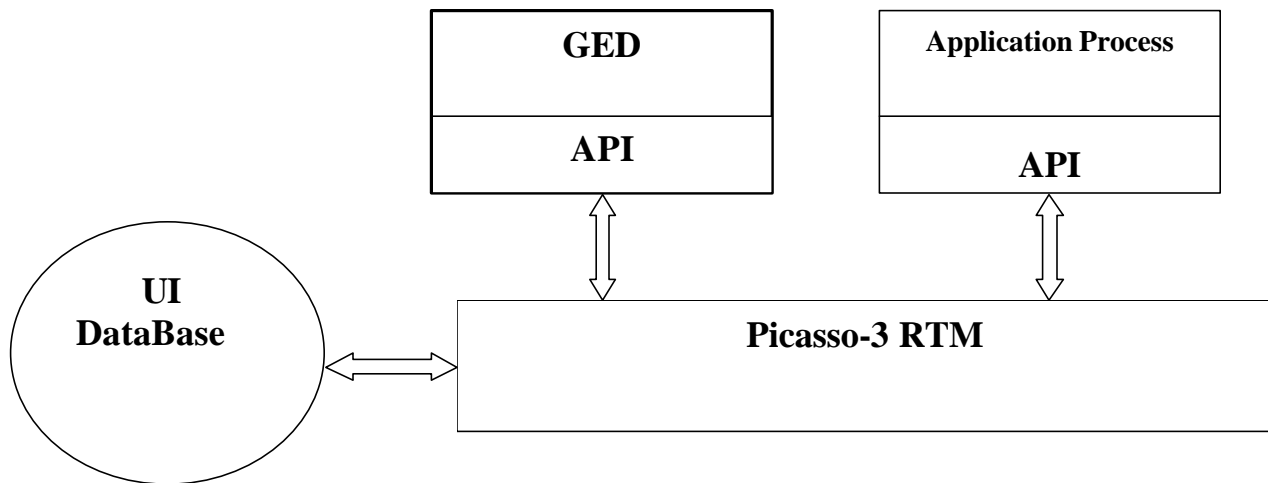 GED
API
Application Process
API
UI
DataBase
Picasso-3 RTM